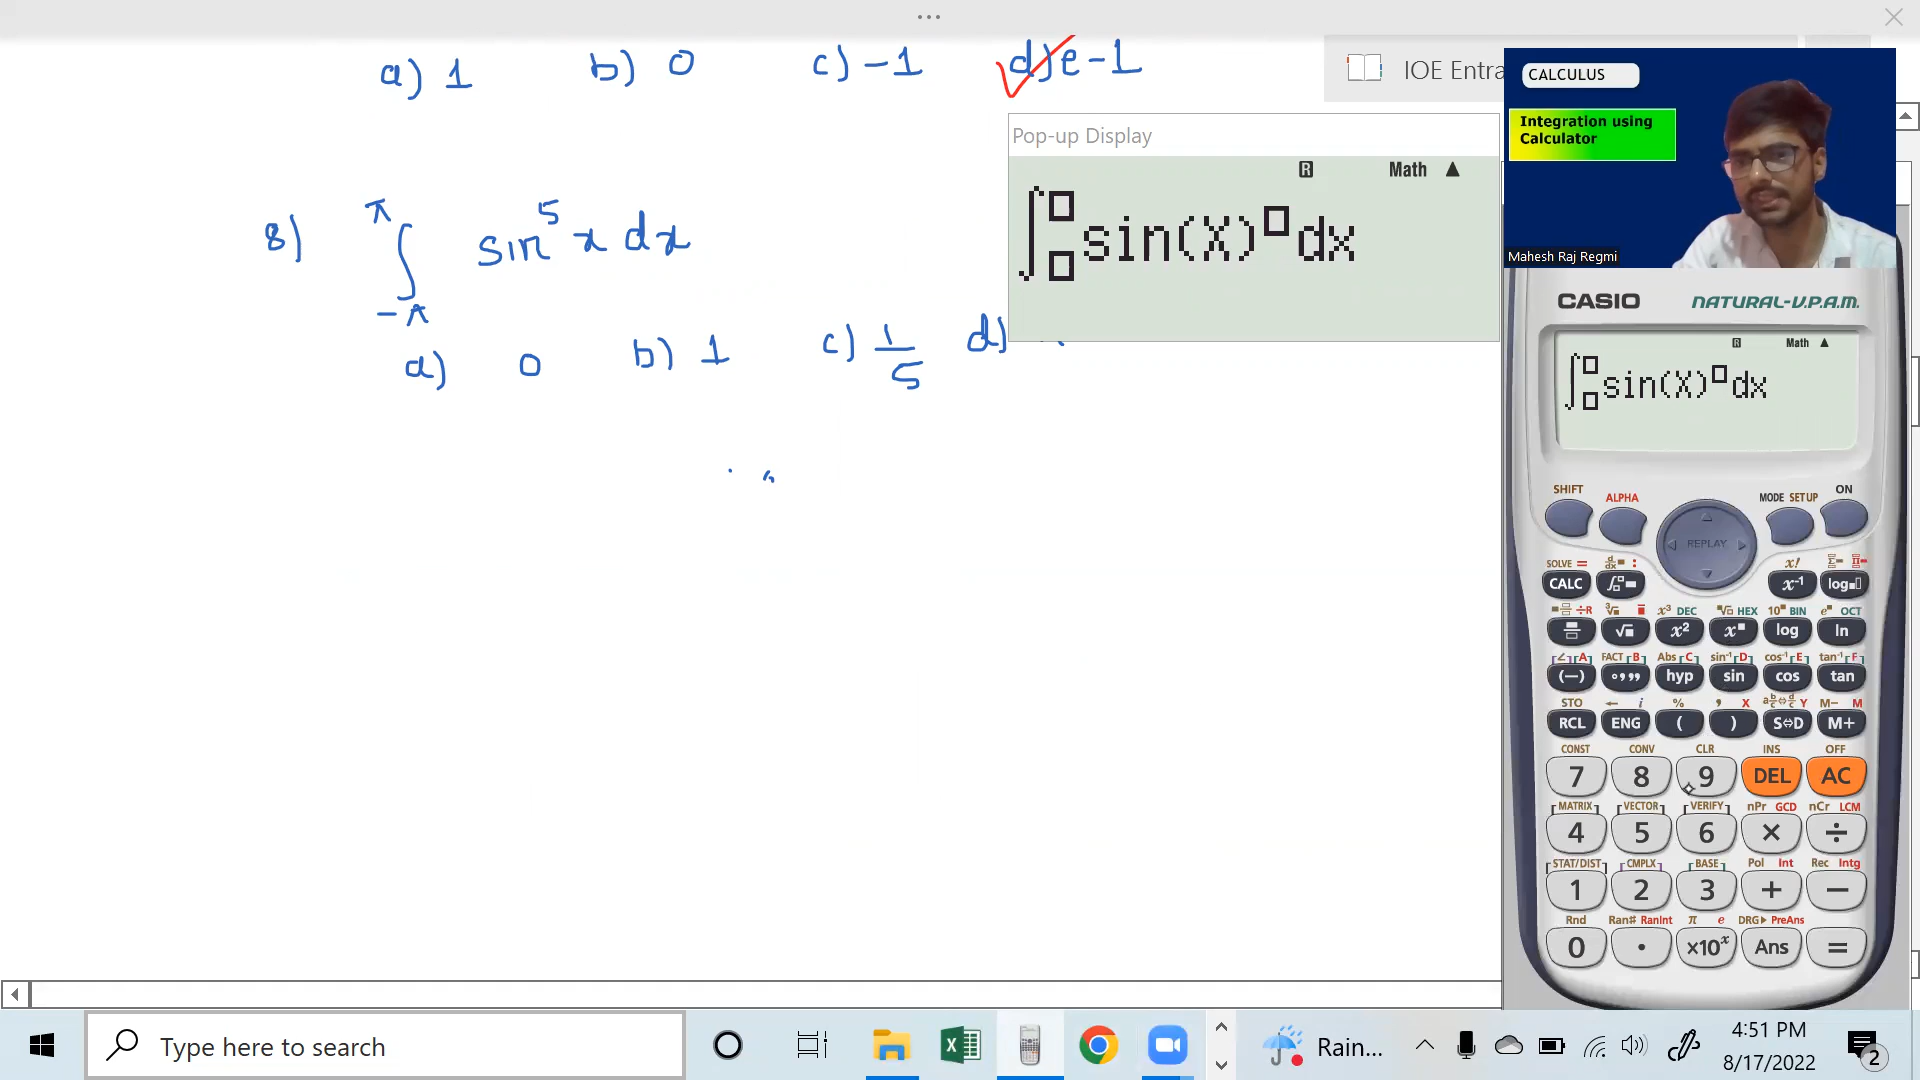 a) 1 b) 0 c) -1 d) e-1
IOE Entra
CALCULUS
Integration using
Calculator
Mahesh Raj Regmi
Pop-up Display
R Math ▲
∫ sin(X)^□ dx
8) ∫_{-π}^{π} sin⁵ x dx
a) 0 b) 1 c) 1/5 d)
CASIO NATURAL-V.P.A.M.
R Math ▲
∫ sin(X)^□ dx
SHIFT ALPHA MODE SETUP ON
REPLAY
SOLVE = d/dx : x! Σ Π
CALC ∫ x⁻¹ log
÷R ³√ x³ DEC √ HEX 10 BIN e OCT
√ x² x log ln
∠ A FACT B Abs C sin⁻¹ D cos⁻¹ E tan⁻¹ F
(−) °,,, hyp sin cos tan
STO ← i % , X a b/c⇔d/c Y M− M
RCL ENG ( ) S⇔D M+
CONST CONV CLR INS OFF
7 8 9 DEL AC
MATRIX VECTOR VERIFY nPr GCD nCr LCM
4 5 6 × ÷
STAT/DIST CMPLX BASE Pol Int Rec Intg
1 2 3 + −
Rnd Ran# RanInt π e DRG▶ PreAns
0 . ×10ˣ Ans =
Type here to search
Rain...
4:51 PM
8/17/2022
2